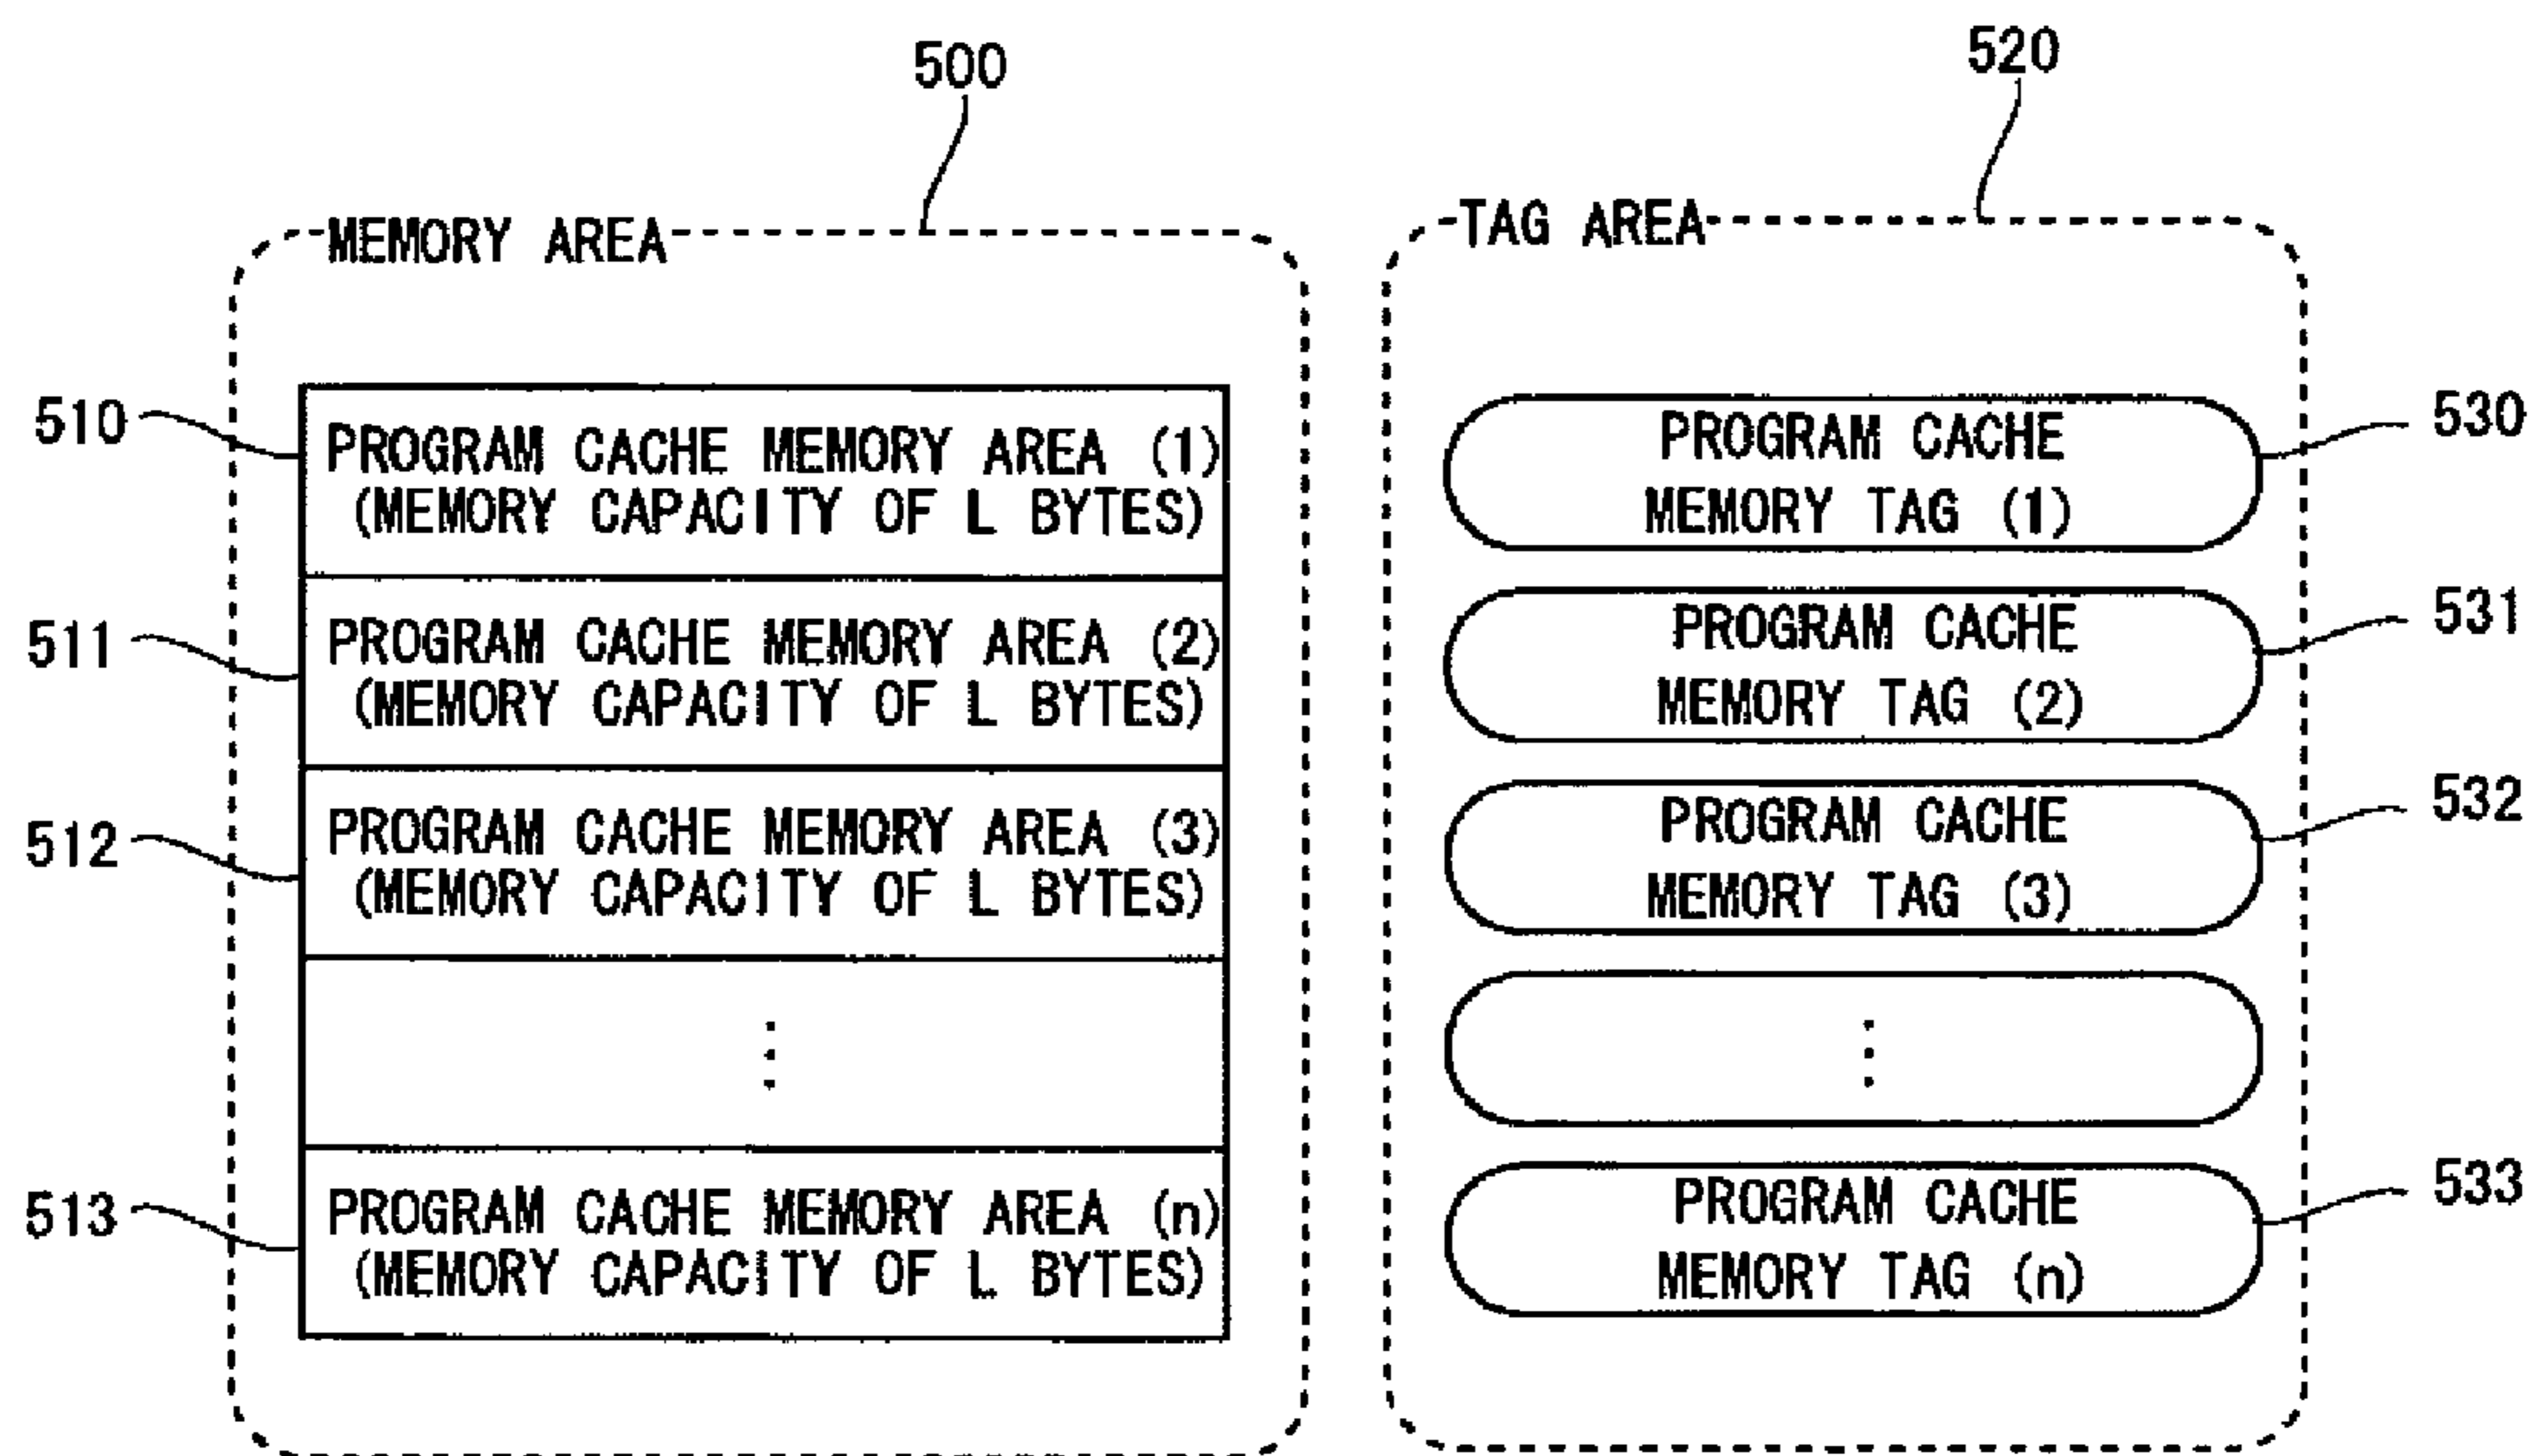 500
520
MEMORY AREA
TAG AREA
510
PROGRAM CACHE MEMORY AREA (1)
(MEMORY CAPACITY OF L BYTES)
511
PROGRAM CACHE MEMORY AREA (2)
(MEMORY CAPACITY OF L BYTES)
512
PROGRAM CACHE MEMORY AREA (3)
(MEMORY CAPACITY OF L BYTES)
⋮
513
PROGRAM CACHE MEMORY AREA (n)
(MEMORY CAPACITY OF L BYTES)
PROGRAM CACHE
MEMORY TAG (1)
530
PROGRAM CACHE
MEMORY TAG (2)
531
PROGRAM CACHE
MEMORY TAG (3)
532
⋮
PROGRAM CACHE
MEMORY TAG (n)
533